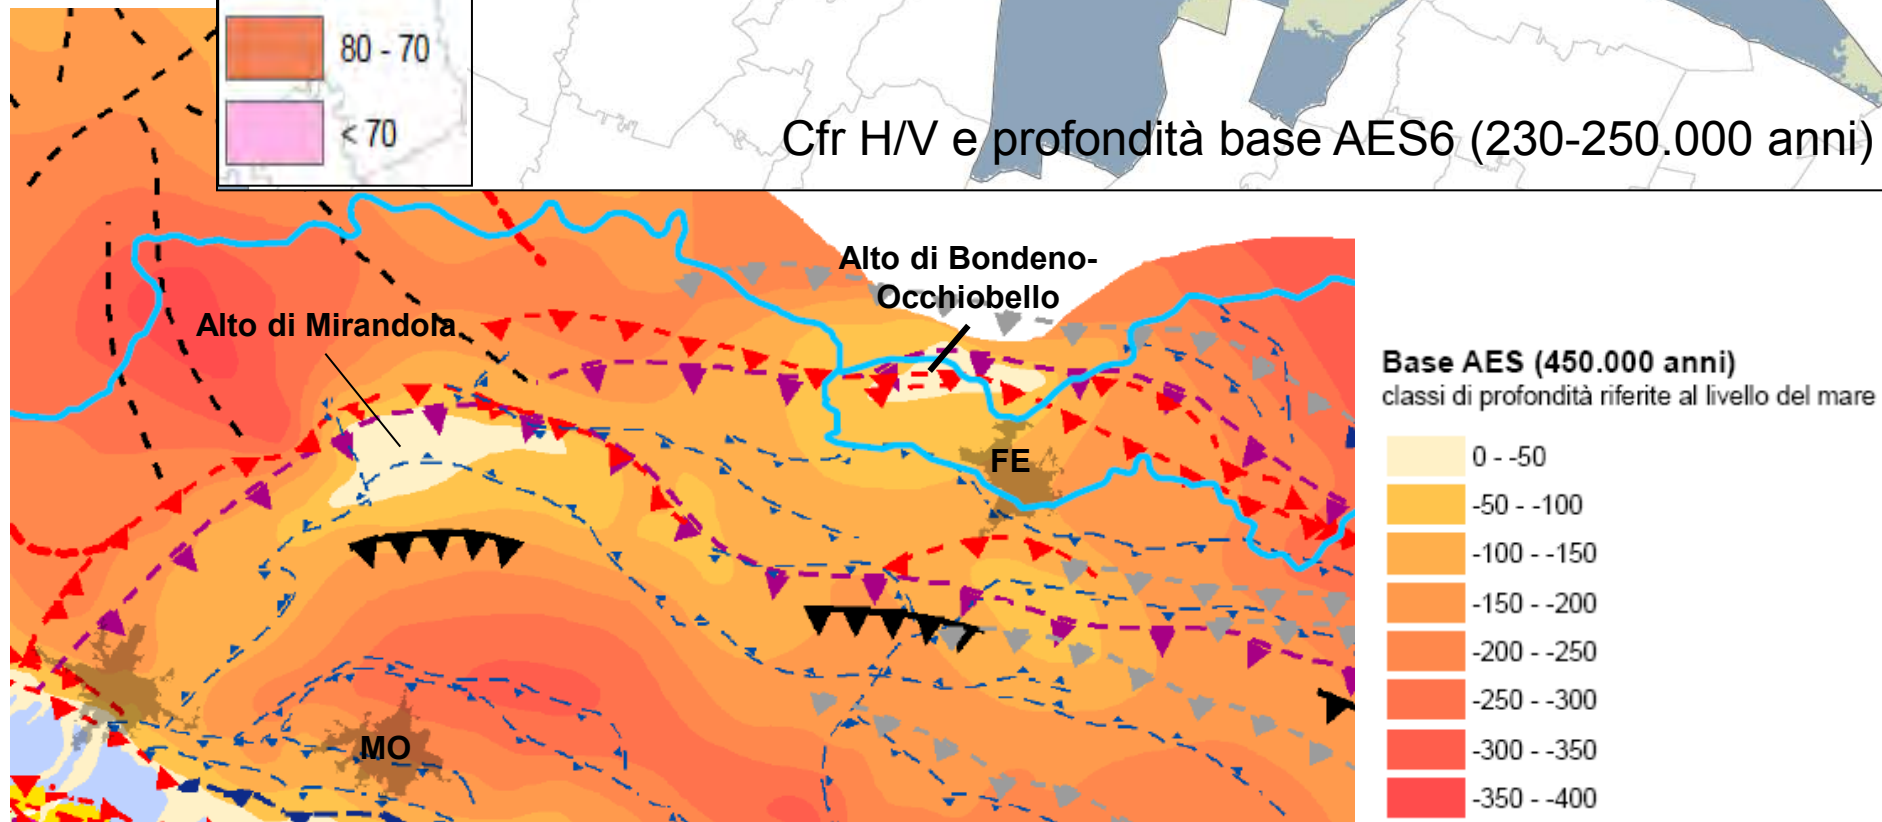 80 - 70
< 70
Cfr H/V e profondità base AES6 (230-250.000 anni)
Alto di Bondeno-
Occhiobello
Alto di Mirandola
FE
MO
Base AES (450.000 anni)
classi di profondità riferite al livello del mare
0 - -50
-50 - -100
-100 - -150
-150 - -200
-200 - -250
-250 - -300
-300 - -350
-350 - -400